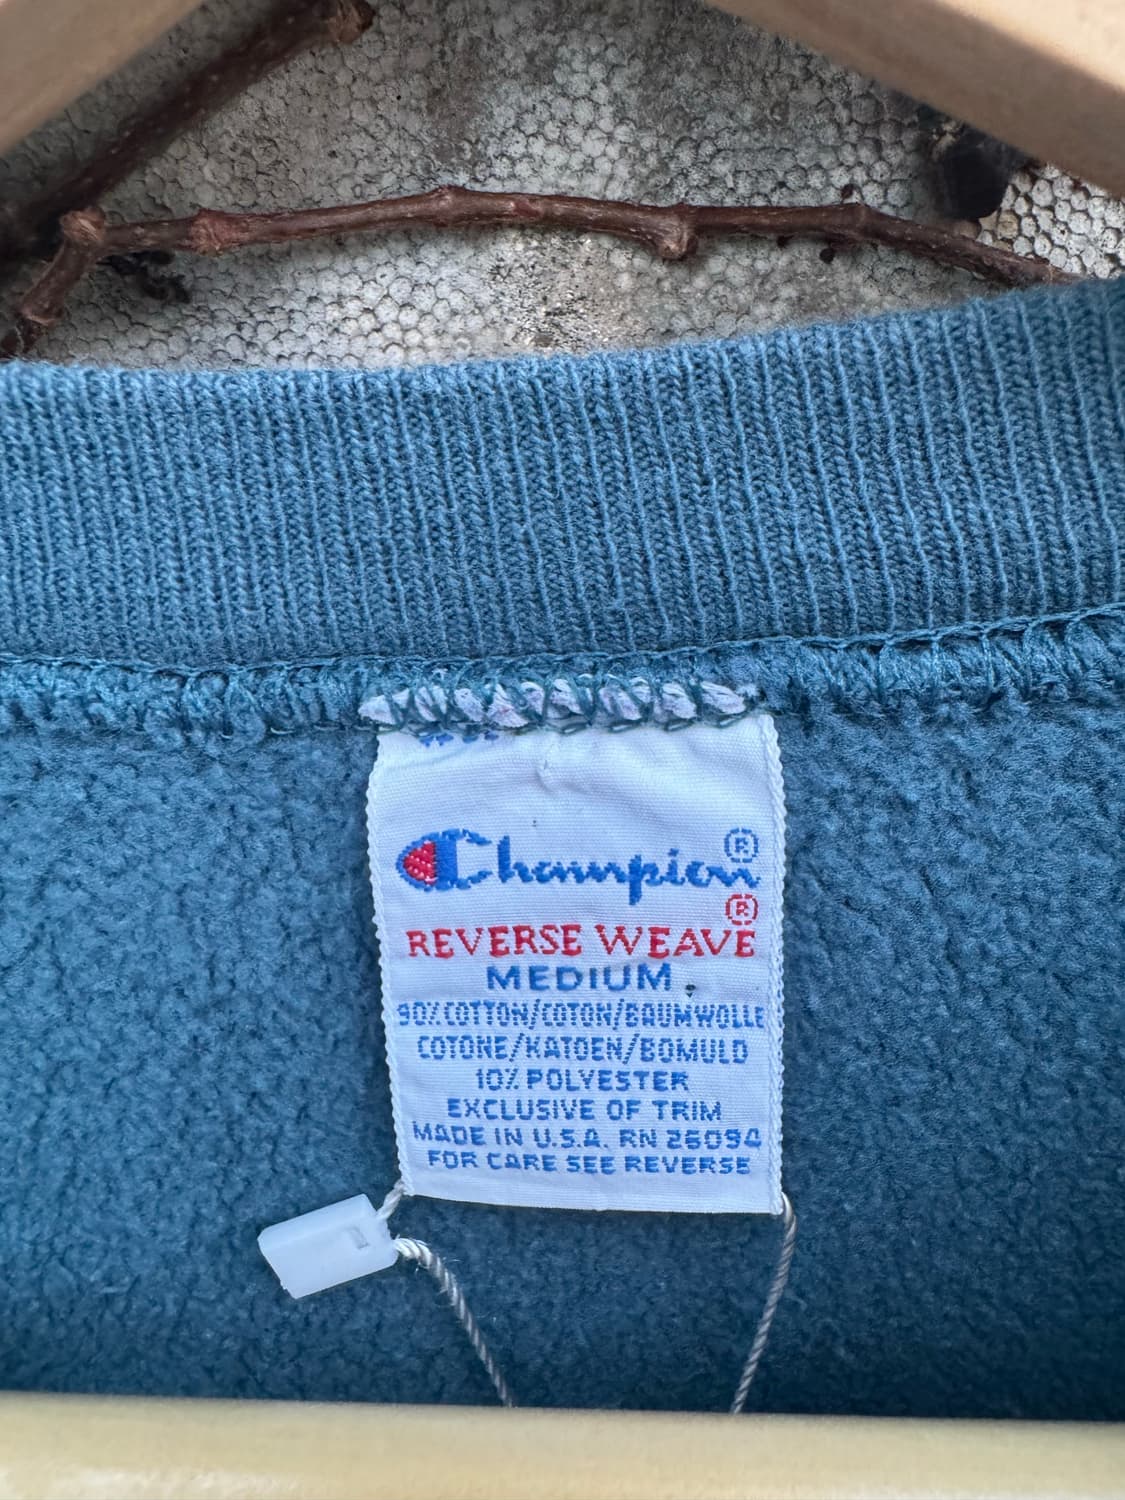 Champion®
®
REVERSE WEAVE
MEDIUM
90% COTTON/COTON/BAUMWOLLE
COTONE/KATOEN/BOMULD
10% POLYESTER
EXCLUSIVE OF TRIM
MADE IN U.S.A. RN 26094
FOR CARE SEE REVERSE